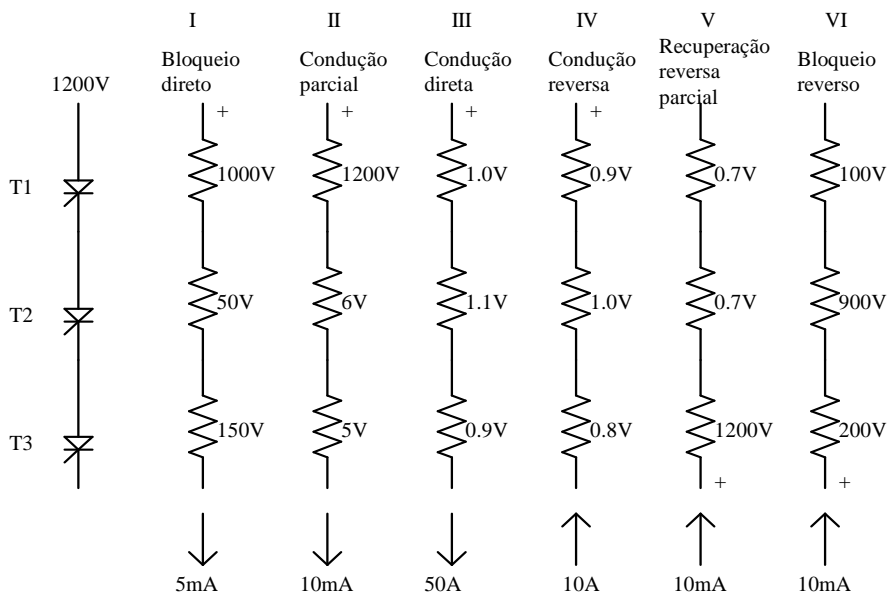 I II III IV V VI
Bloqueio direto Condução parcial Condução direta Condução reversa Recuperação reversa parcial Bloqueio reverso
1200V
+ + + +
T1 1000V 1200V 1.0V 0.9V 0.7V 100V
T2 50V 6V 1.1V 1.0V 0.7V 900V
T3 150V 5V 0.9V 0.8V 1200V 200V
+ +
5mA 10mA 50A 10A 10mA 10mA